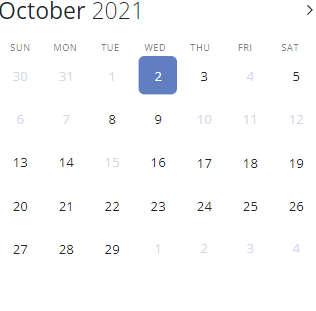 October 2021
SUN MON TUE WED THU FRI SAT
30 31 1 2 3 4 5
6 7 8 9 10 11 12
13 14 15 16 17 18 19
20 21 22 23 24 25 26
27 28 29 1 2 3 4